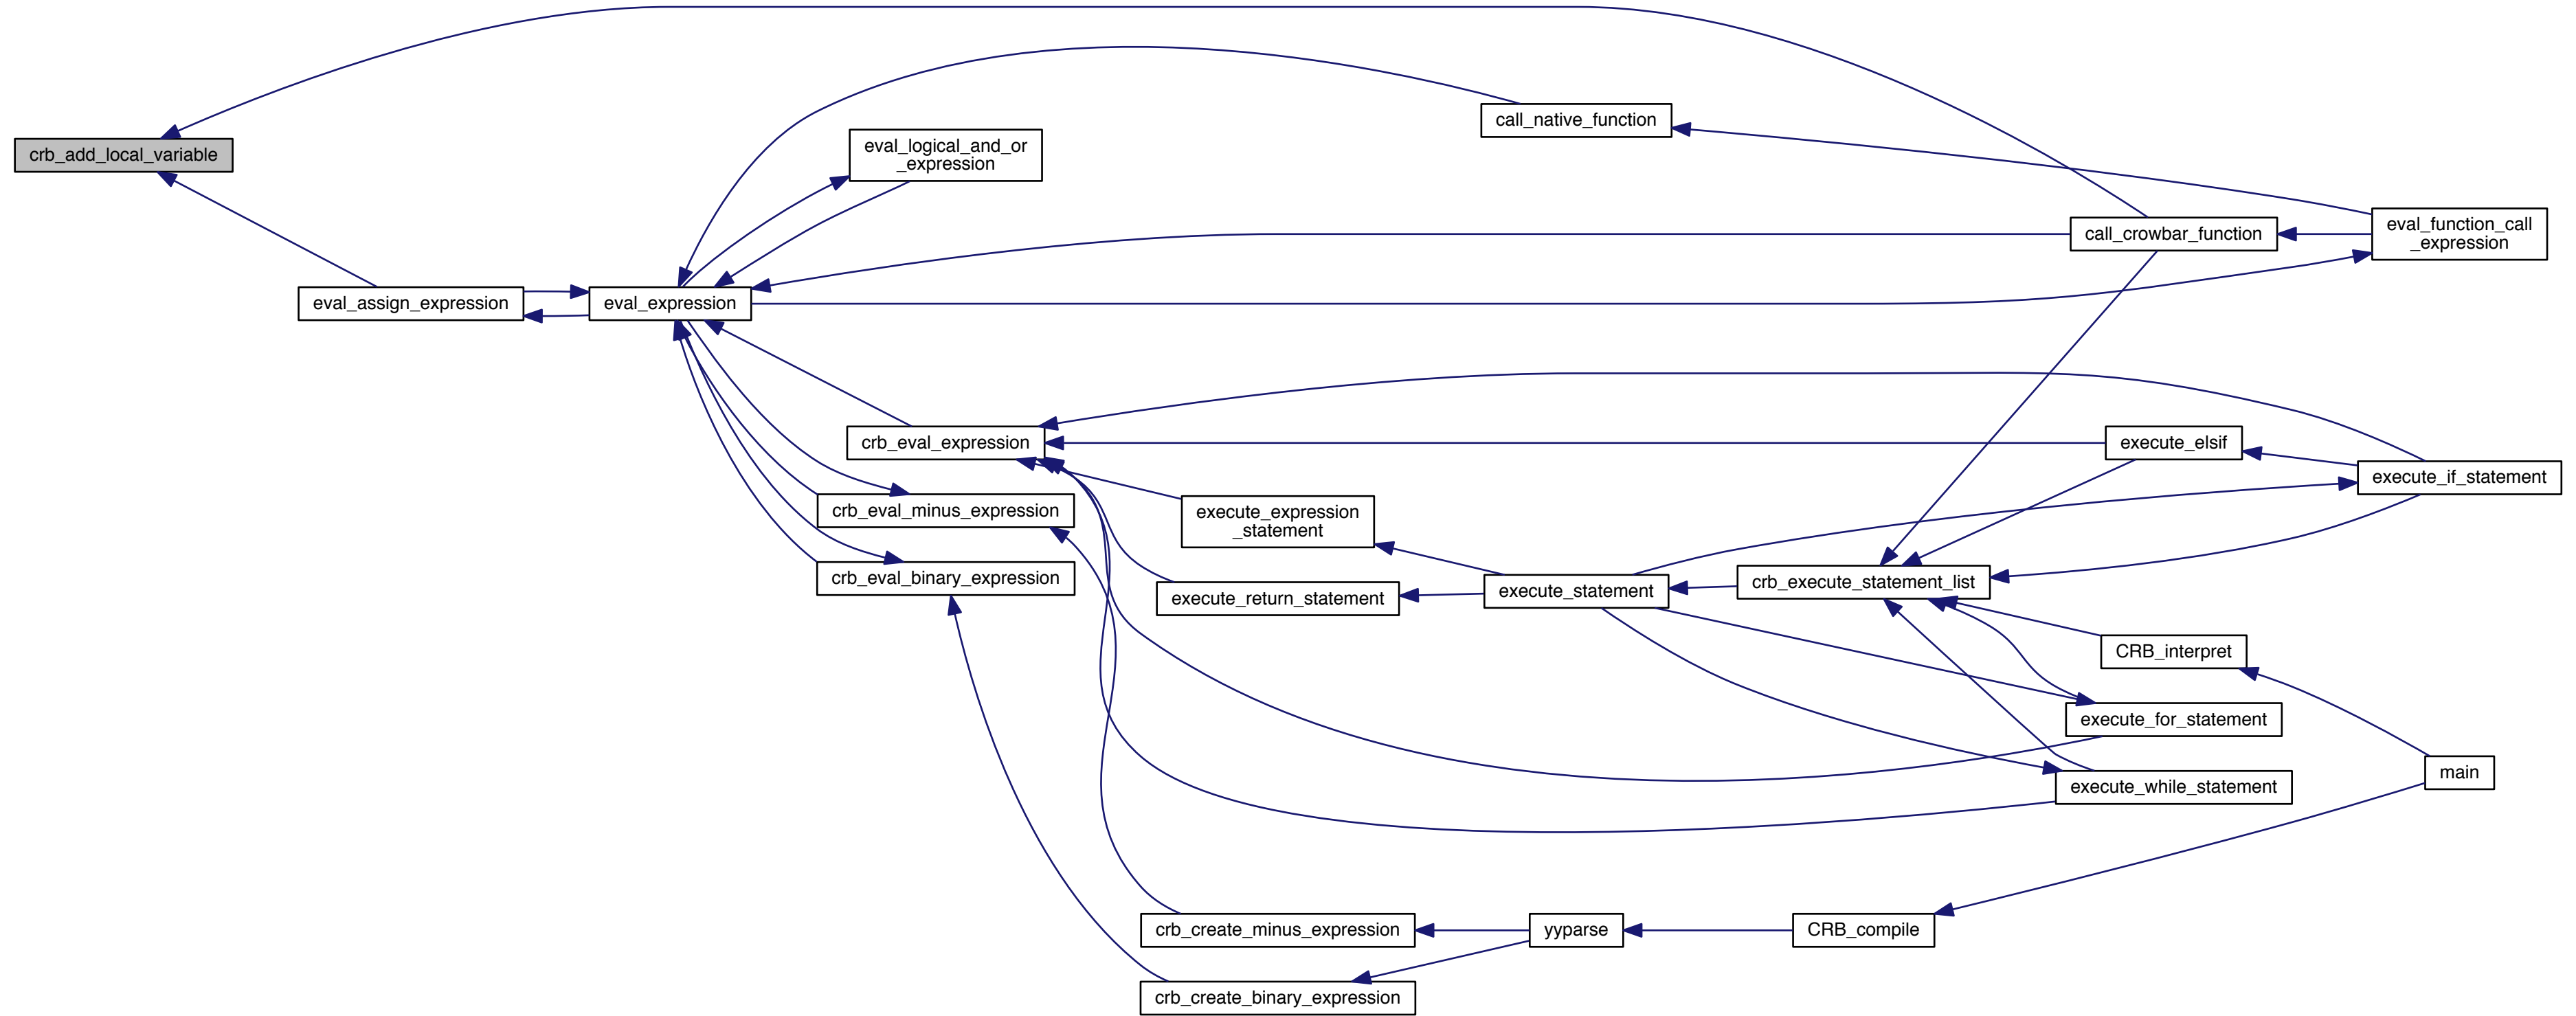 call_native_function
eval_logical_and_or
_expression
crb_add_local_variable
call_crowbar_function
eval_function_call
_expression
eval_assign_expression
eval_expression
crb_eval_expression
execute_elsif
execute_if_statement
crb_eval_minus_expression
execute_expression
_statement
crb_eval_binary_expression
execute_return_statement
execute_statement
crb_execute_statement_list
CRB_interpret
execute_for_statement
main
execute_while_statement
crb_create_minus_expression
yyparse
CRB_compile
crb_create_binary_expression